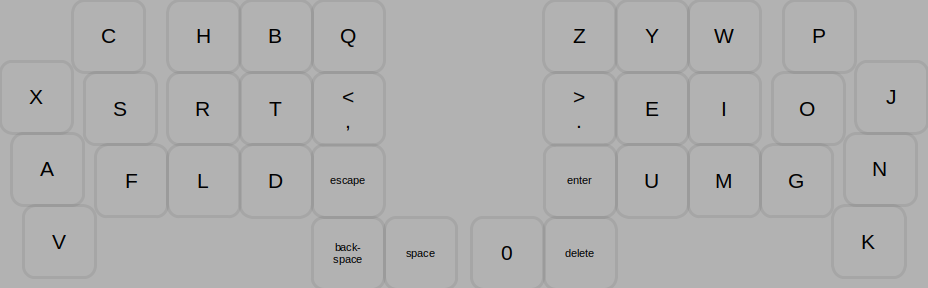 C H B Q Z Y W P
X S R T < > E I O J
, .
A F L D escape enter U M G N
V back-
space space 0 delete K